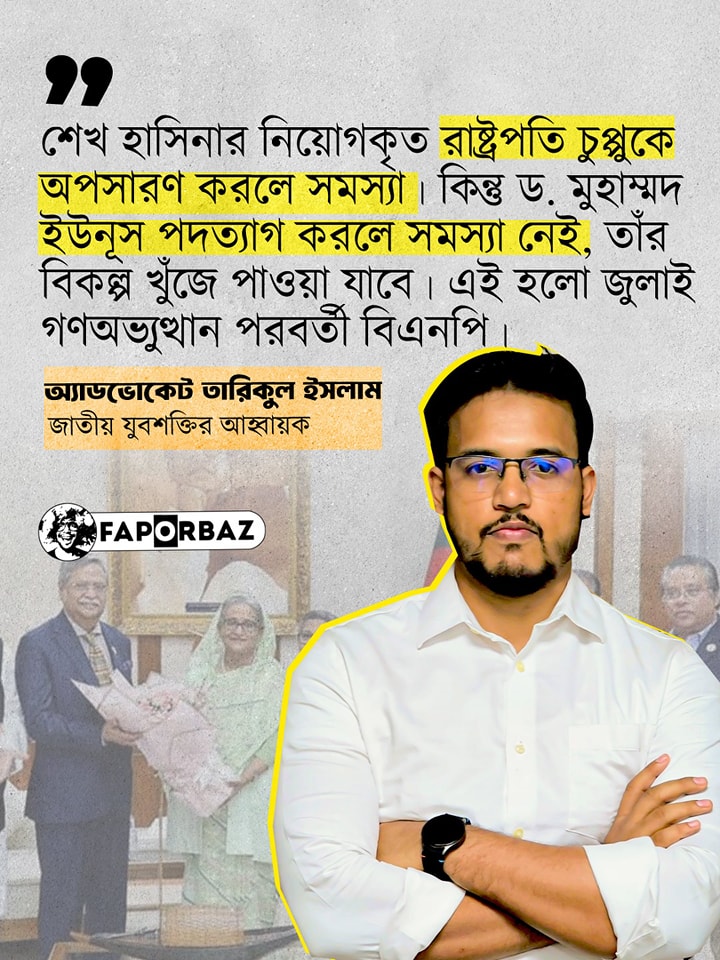 শেখ হাসিনার নিয়োগকৃত রাষ্ট্রপতি চুপ্পুকে
অপসারণ করলে সমস্যা। কিন্তু ড. মুহাম্মদ
ইউনূস পদত্যাগ করলে সমস্যা নেই, তাঁর
বিকল্প খুঁজে পাওয়া যাবে। এই হলো জুলাই
গণঅভ্যুত্থান পরবর্তী বিএনপি।
অ্যাডভোকেট তারিকুল ইসলাম
জাতীয় যুবশক্তির আহ্বায়ক
FAPORBAZ